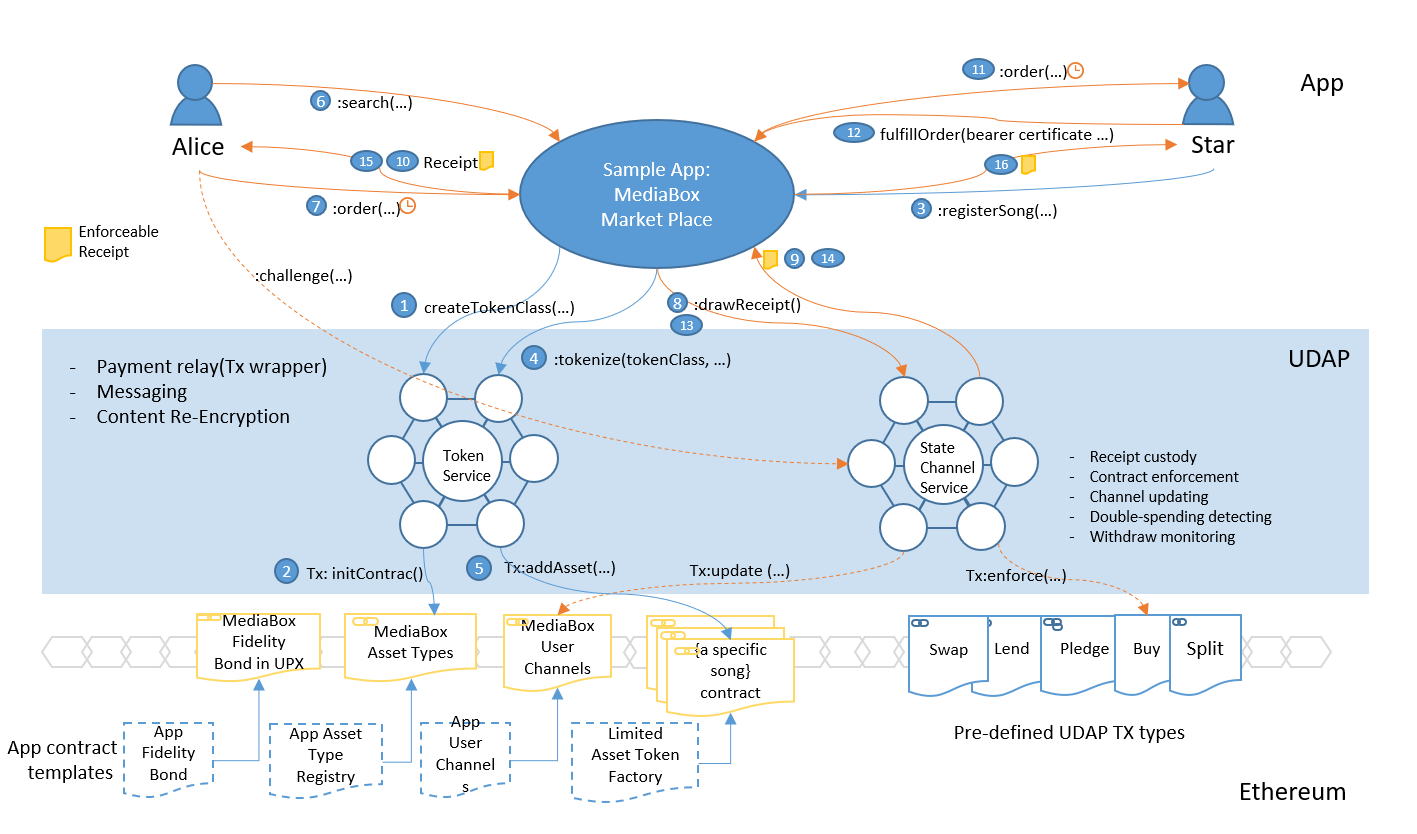 11 :order(…)
App
6 :search(…)
12 fulfillOrder(bearer certificate …)
Alice
Star
15 10 Receipt
16
Sample App:
MediaBox
Market Place
7 :order(…)
3 :registerSong(…)
Enforceable
Receipt
9 14
:challenge(…)
1 createTokenClass(…)
8 :drawReceipt()
13
4 :tokenize(tokenClass, …)
UDAP
- Payment relay(Tx wrapper)
- Messaging
- Content Re-Encryption
Token
Service
State
Channel
Service
- Receipt custody
- Contract enforcement
- Channel updating
- Double-spending detecting
- Withdraw monitoring
2 Tx: initContrac()
5 Tx:addAsset(…)
Tx:update (…)
Tx:enforce(…)
MediaBox
Fidelity
Bond in UPX
MediaBox
Asset Types
MediaBox
User
Channels
{a specific
song}
contract
Swap
Lend
Pledge
Buy
Split
App contract
templates
App
Fidelity
Bond
App Asset
Type
Registry
App
User
Channel
s
Limited
Asset Token
Factory
Pre-defined UDAP TX types
Ethereum